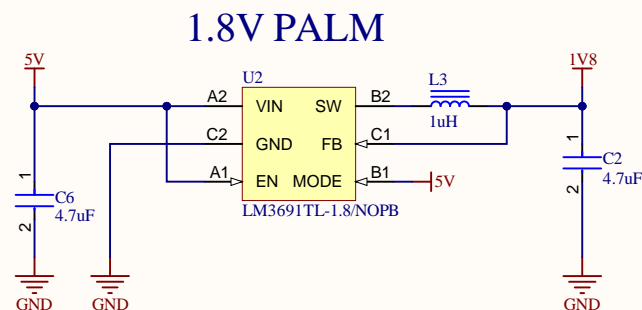 1.8V PALM
5V
U2
L3
1V8
A2 VIN SW B2
1uH
C2 GND FB C1
1
C2
4.7uF
2
A1 EN MODE B1 5V
1
C6
4.7uF
2
LM3691TL-1.8/NOPB
GND GND GND